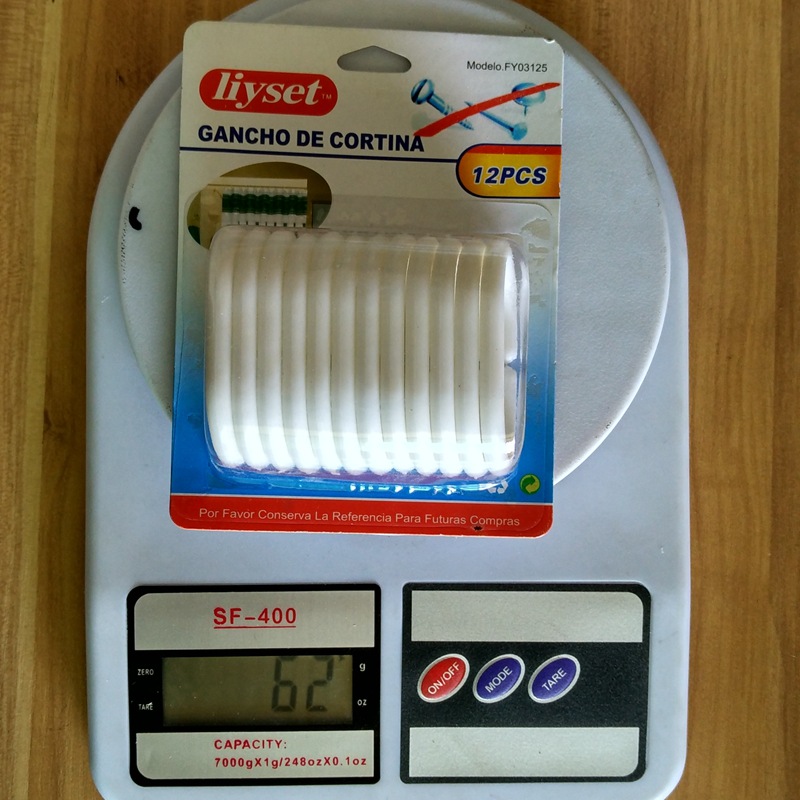 liyset™
Modelo.FY03125
GANCHO DE CORTINA
12PCS
Por Favor Conserva La Referencia Para Futuras Compras
SF-400
ZERO
TARE
62
g
oz
CAPACITY:
7000gX1g/248ozX0.1oz
ON/OFF
MODE
TARE